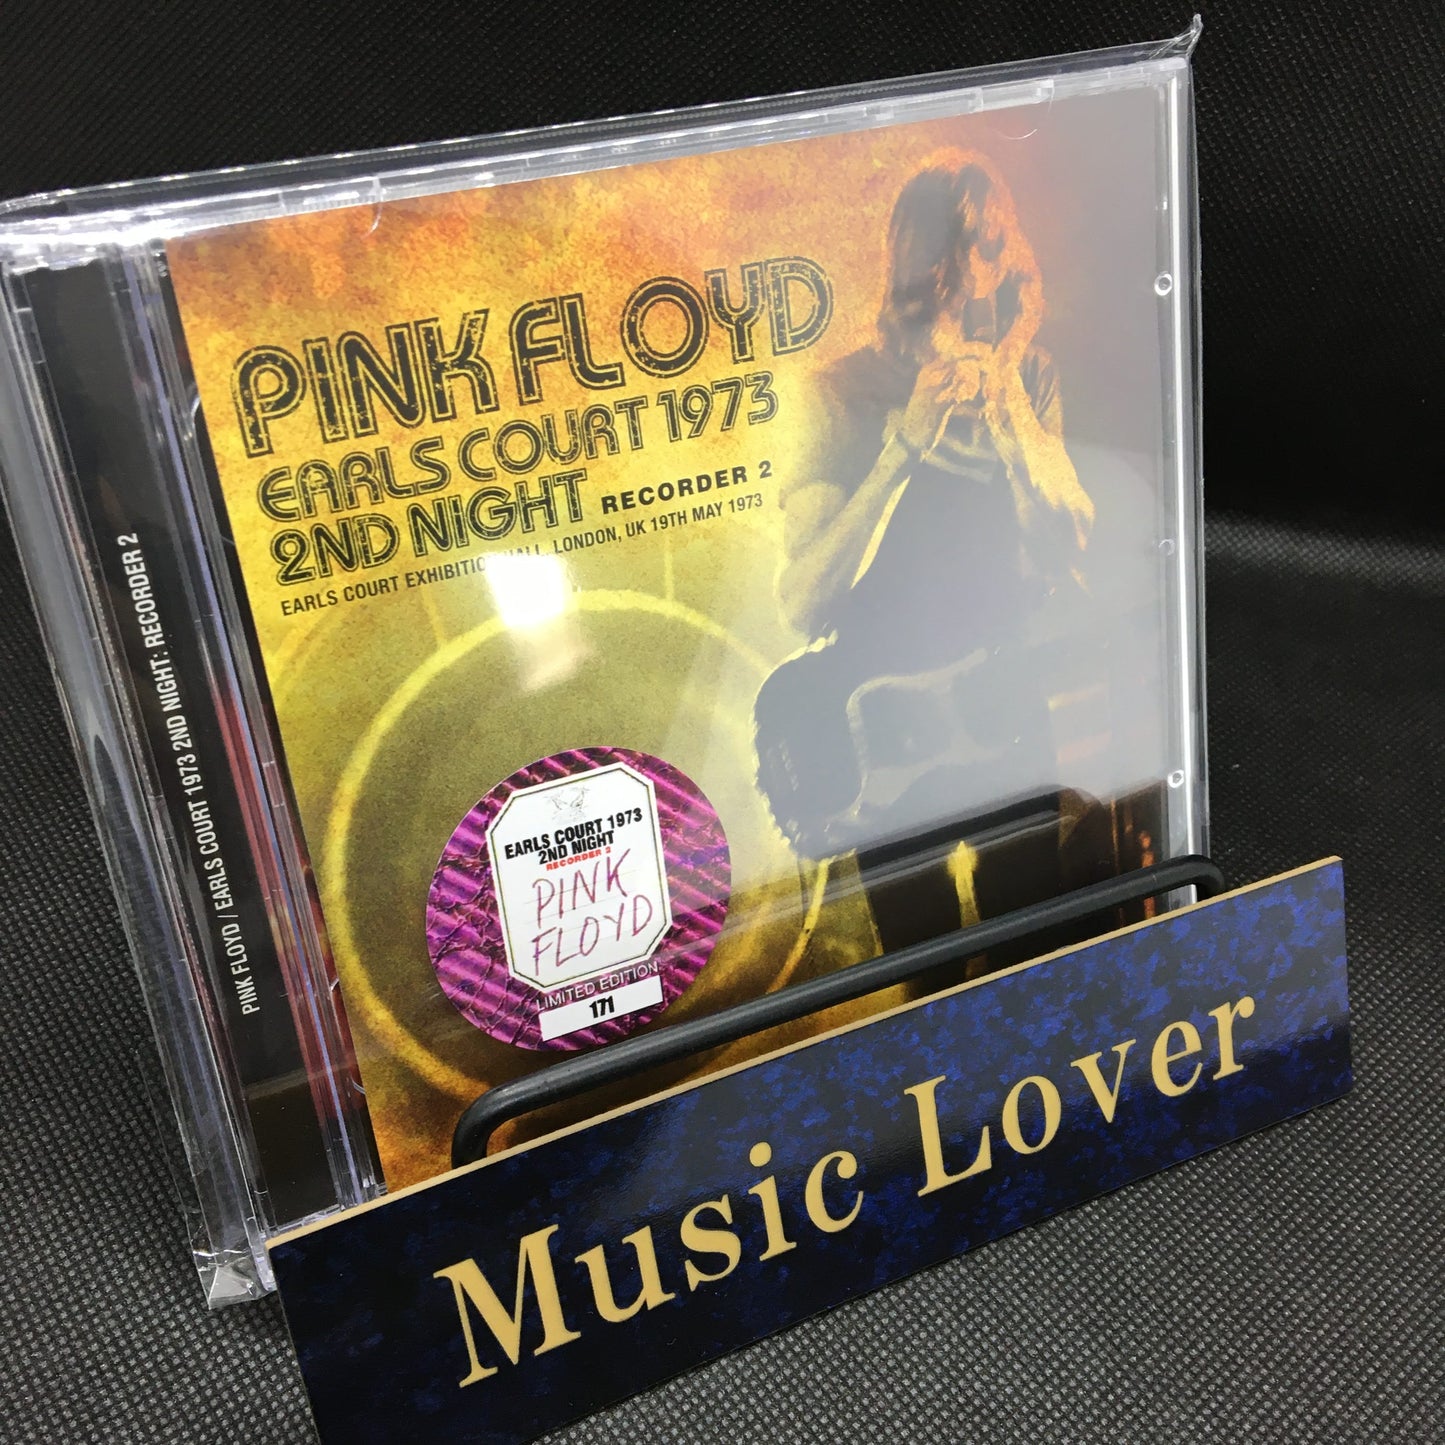 PINK FLOYD
EARLS COURT 1973
2ND NIGHT RECORDER 2
EARLS COURT EXHIBITION HALL, LONDON, UK 19TH MAY 1973
PINK FLOYD / EARLS COURT 1973 2ND NIGHT: RECORDER 2
EARLS COURT 1973
2ND NIGHT
RECORDER 2
PINK
FLOYD
LIMITED EDITION
171
Music Lover